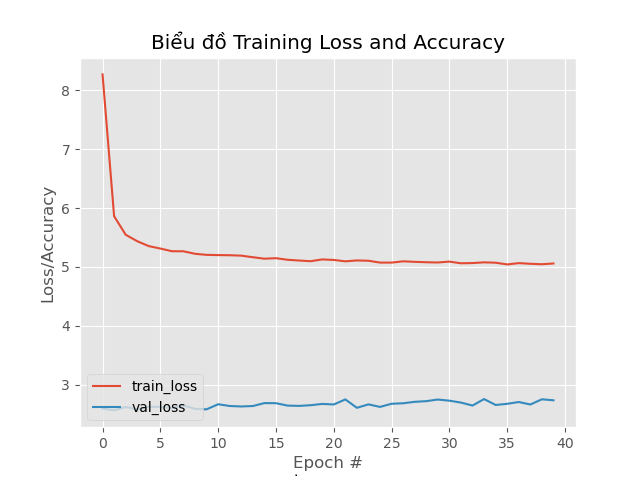 Biểu đồ Training Loss and Accuracy
Loss/Accuracy
8
7
6
5
4
3
train_loss
val_loss
0 5 10 15 20 25 30 35 40
Epoch #